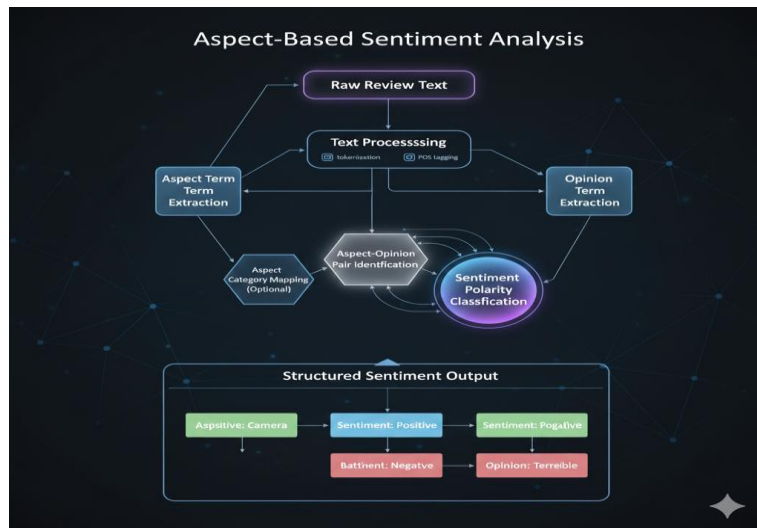 Aspect-Based Sentiment Analysis
Raw Review Text
Text Processsing
tokenization
POS tagging
Aspect Term
Term
Extraction
Opinion
Term
Extraction
Aspect-Opinion
Pair Identfication
Aspect
Category Mapping
(Optional)
Sentiment
Polarity
Classfication
Structured Sentiment Output
Aspsitive: Camera
Sentiment: Positive
Sentiment:
Battnent: Negatve
Opinion: Terreible